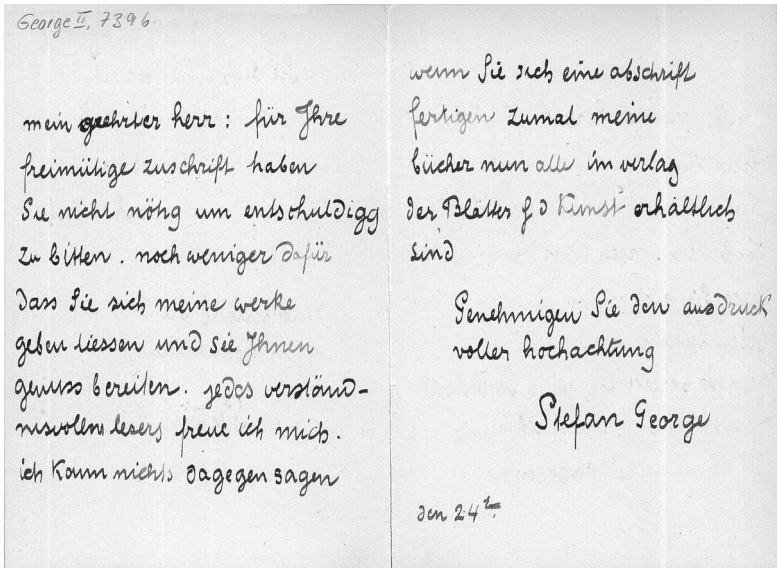 George II, 7396
mein geehrter herr: für Ihre
freimütige zuschrift haben
Sie nicht nötig um entschuldigg
zu bitten. noch weniger dafür
dass Sie sich meine werke
geben liessen und sie Ihnen
genuss bereiten. jedes verständ-
nisvollen lesers freue ich mich.
ich kann nichts dagegen sagen
wenn Sie sich eine abschrift
fertigen zumal meine
bücher nun alle im verlag
der Blätter f d Kunst erhältlich
sind
Genehmigen Sie den ausdruck
voller hochachtung
Stefan George
den 24t.